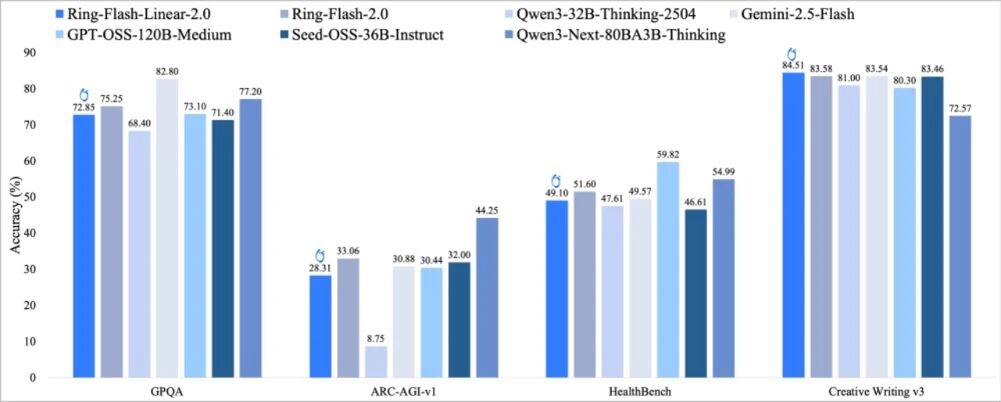 Ring-Flash-Linear-2.0 Ring-Flash-2.0 Qwen3-32B-Thinking-2504 Gemini-2.5-Flash
GPT-OSS-120B-Medium Seed-OSS-36B-Instruct Qwen3-Next-80BA3B-Thinking
Accuracy (%)
90
80
70
60
50
40
30
20
10
0
72.85 75.25 68.40 82.80 73.10 71.40 77.20
28.31 33.06 8.75 30.88 30.44 32.00 44.25
49.10 51.60 47.61 49.57 59.82 46.61 54.99
84.51 83.58 81.00 83.54 80.30 83.46 72.57
GPQA ARC-AGI-v1 HealthBench Creative Writing v3